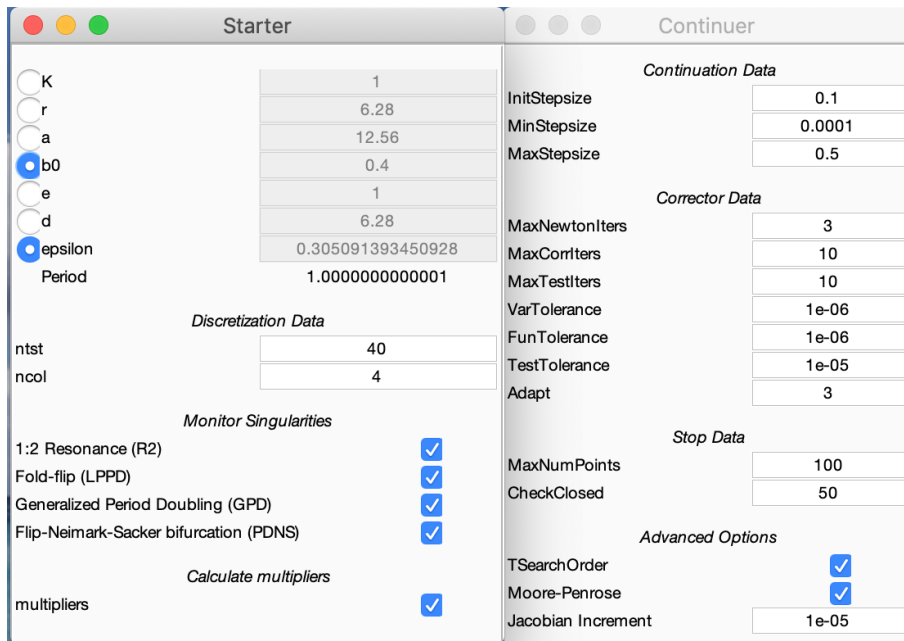 Starter
K 1
r 6.28
a 12.56
b0 0.4
e 1
d 6.28
epsilon 0.305091393450928
Period 1.0000000000001
Discretization Data
ntst 40
ncol 4
Monitor Singularities
1:2 Resonance (R2)
Fold-flip (LPPD)
Generalized Period Doubling (GPD)
Flip-Neimark-Sacker bifurcation (PDNS)
Calculate multipliers
multipliers
Continuer
Continuation Data
InitStepsize 0.1
MinStepsize 0.0001
MaxStepsize 0.5
Corrector Data
MaxNewtonIters 3
MaxCorrIters 10
MaxTestIters 10
VarTolerance 1e-06
FunTolerance 1e-06
TestTolerance 1e-05
Adapt 3
Stop Data
MaxNumPoints 100
CheckClosed 50
Advanced Options
TSearchOrder
Moore-Penrose
Jacobian Increment 1e-05